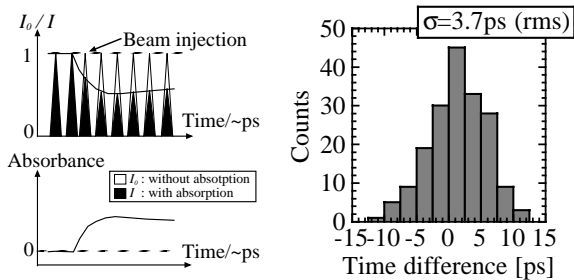 I₀ / I
Beam injection
1
0
Time/~ps
Absorbance
I₀ : without absotption
I : with absorption
0
Time/~ps
σ=3.7ps (rms)
50
40
30
20
10
0
Counts
-15 -10 -5 0 5 10 15
Time difference [ps]